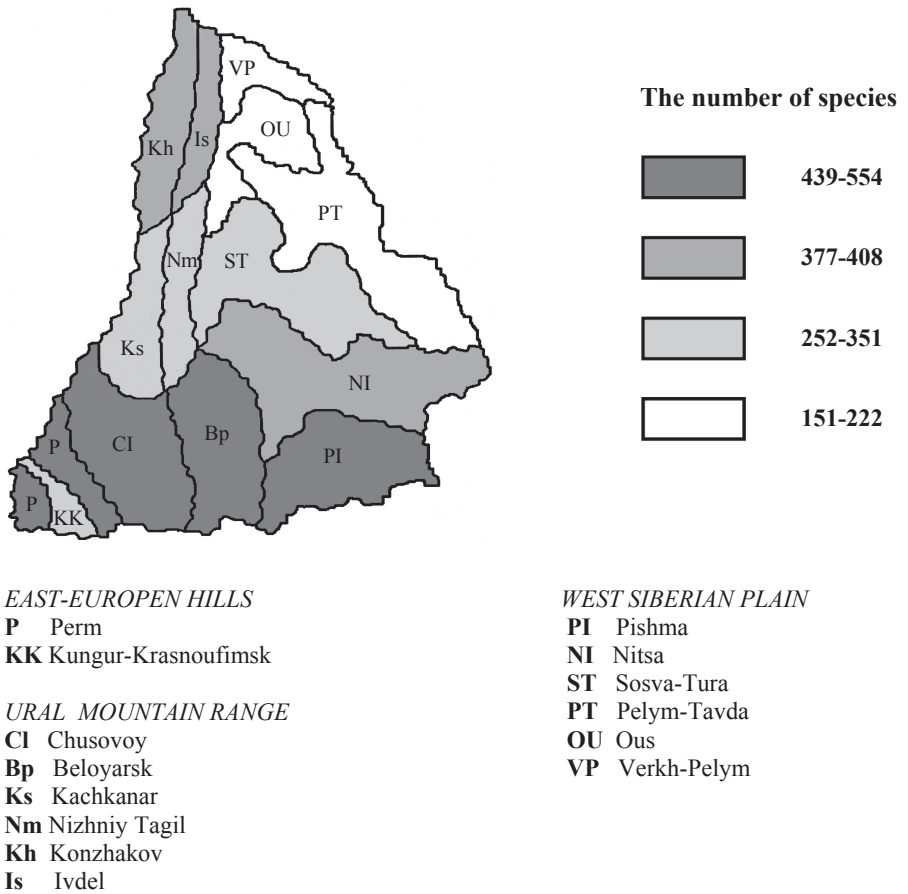 VP
OU
Is
Kh
PT
Nm
ST
Ks
NI
Bp
CI
P
PI
P
KK
The number of species
439-554
377-408
252-351
151-222
EAST-EUROPEN HILLS
P Perm
KK Kungur-Krasnoufimsk
URAL MOUNTAIN RANGE
Cl Chusovoy
Bp Beloyarsk
Ks Kachkanar
Nm Nizhniy Tagil
Kh Konzhakov
Is Ivdel
WEST SIBERIAN PLAIN
PI Pishma
NI Nitsa
ST Sosva-Tura
PT Pelym-Tavda
OU Ous
VP Verkh-Pelym